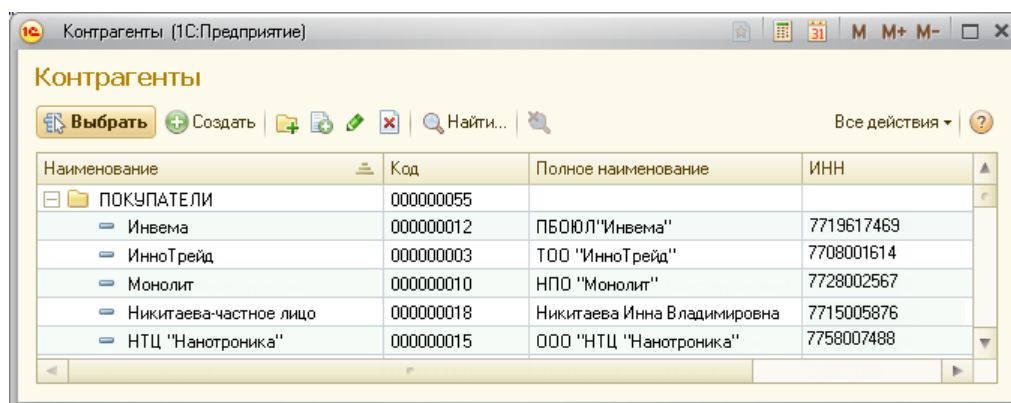 1С Контрагенты (1С:Предприятие) 31 M M+ M-
Контрагенты
Выбрать Создать Найти... Все действия ?
Наименование Код Полное наименование ИНН
ПОКУПАТЕЛИ 000000055
Инвема 000000012 ПБОЮЛ"Инвема" 7719617469
ИнноТрейд 000000003 ТОО "ИнноТрейд" 7708001614
Монолит 000000010 НПО "Монолит" 7728002567
Никитаева-частное лицо 000000018 Никитаева Инна Владимировна 7715005876
НТЦ "Нанотроника" 000000015 ООО "НТЦ "Нанотроника" 7758007488